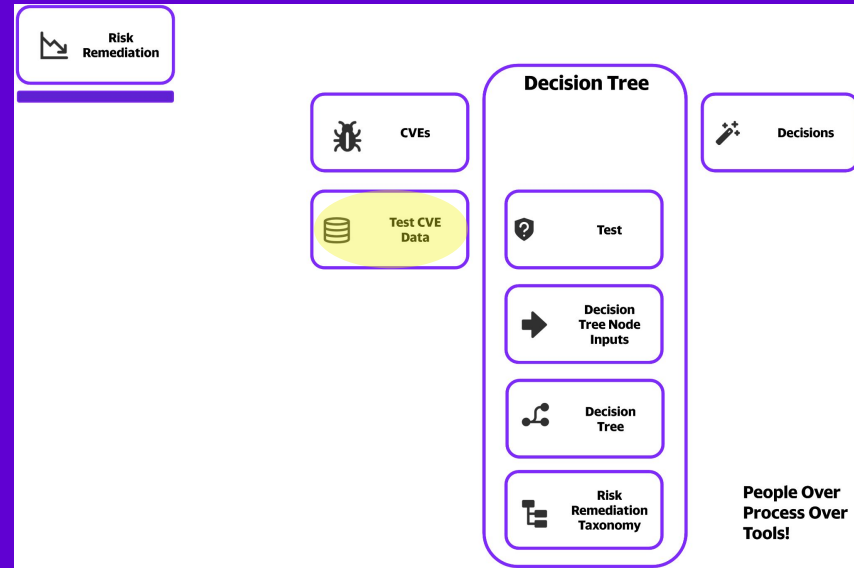 Risk
Remediation
Decision Tree
CVEs
Decisions
Test CVE
Data
Test
Decision
Tree Node
Inputs
Decision
Tree
Risk
Remediation
Taxonomy
People Over
Process Over
Tools!